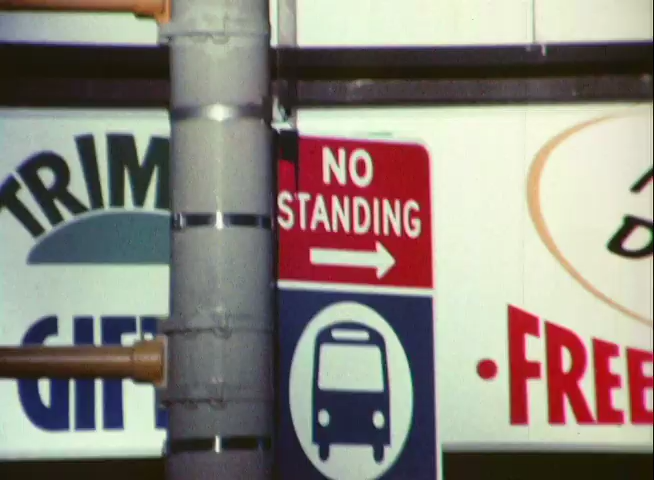 TRIM
GIF
NO
STANDING
• FREE